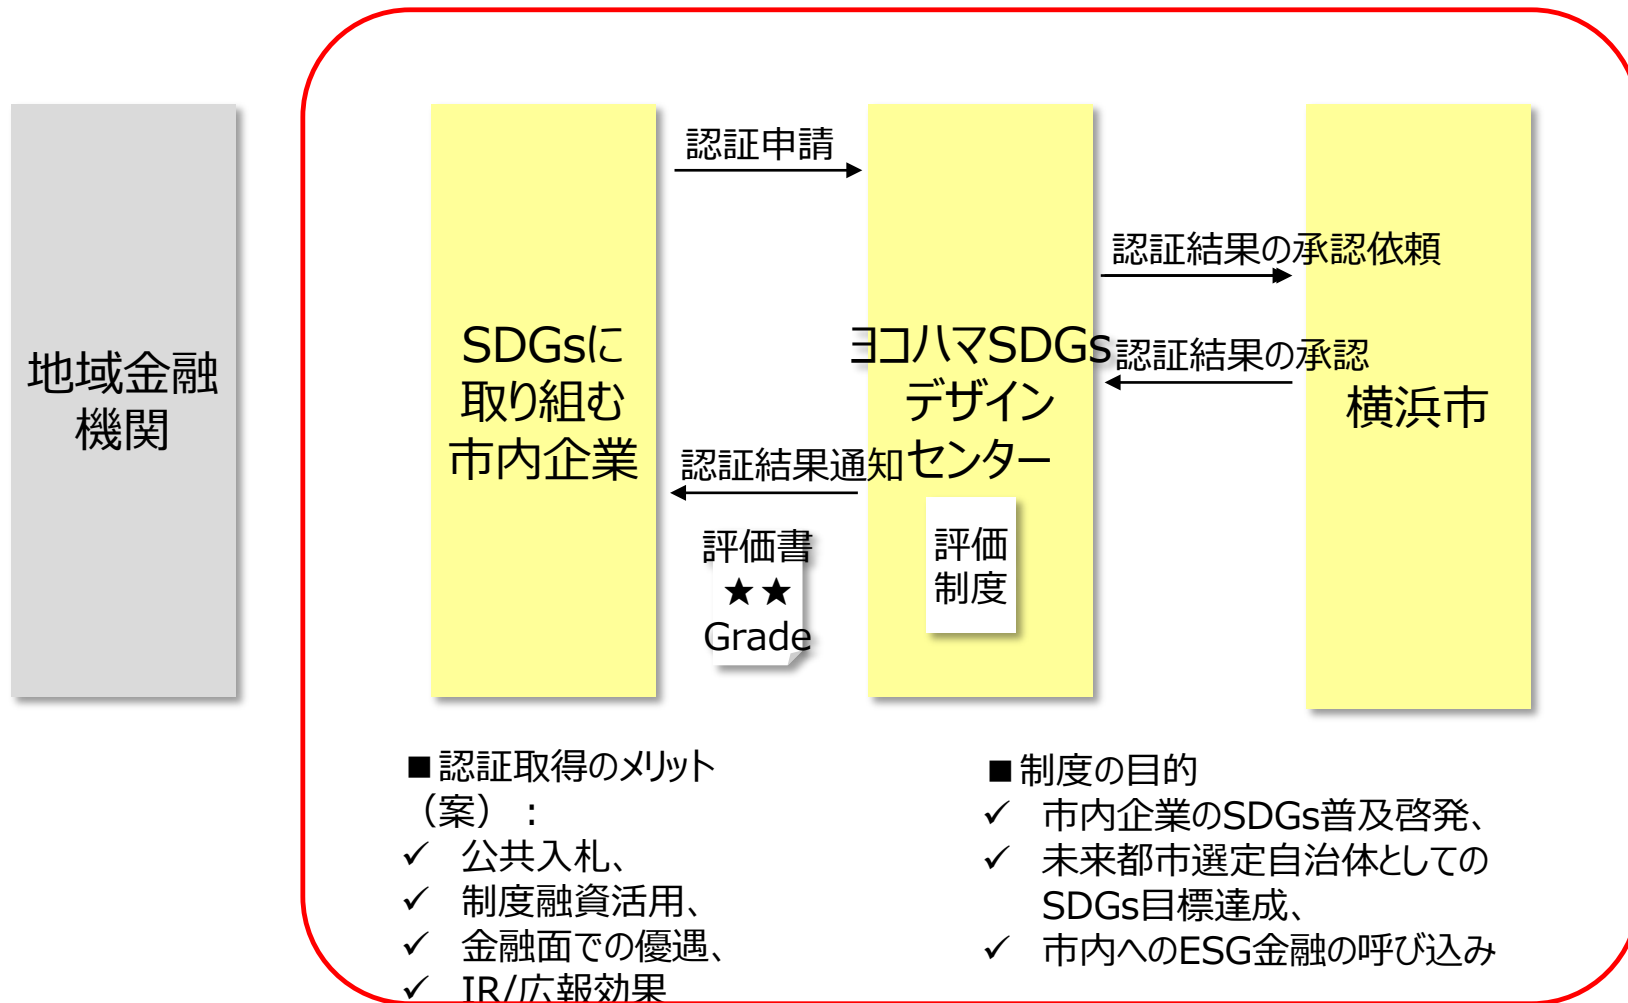 地域金融
機関
SDGsに
取り組む
市内企業
認証申請
ヨコハマSDGs
デザイン
センター
評価
制度
認証結果の承認依頼
認証結果の承認
横浜市
認証結果通知
評価書
★★
Grade
■認証取得のメリット
（案）：
✓ 公共入札、
✓ 制度融資活用、
✓ 金融面での優遇、
✓ IR/広報効果
■制度の目的
✓ 市内企業のSDGs普及啓発、
✓ 未来都市選定自治体としての
SDGs目標達成、
✓ 市内へのESG金融の呼び込み